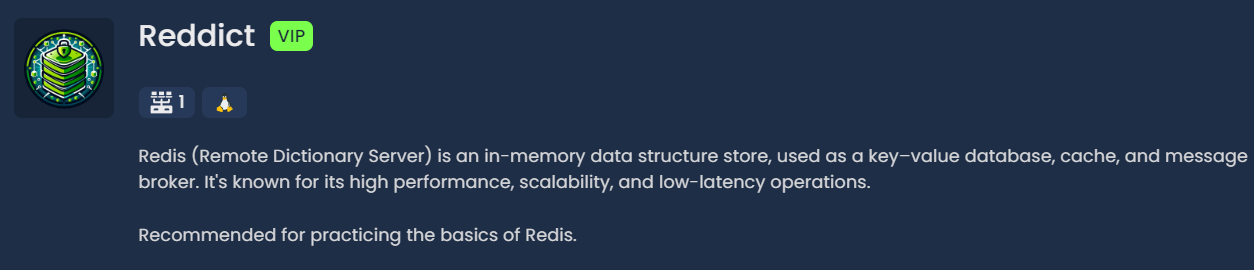 Reddict VIP
1
Redis (Remote Dictionary Server) is an in-memory data structure store, used as a key–value database, cache, and message
broker. It's known for its high performance, scalability, and low-latency operations.
Recommended for practicing the basics of Redis.